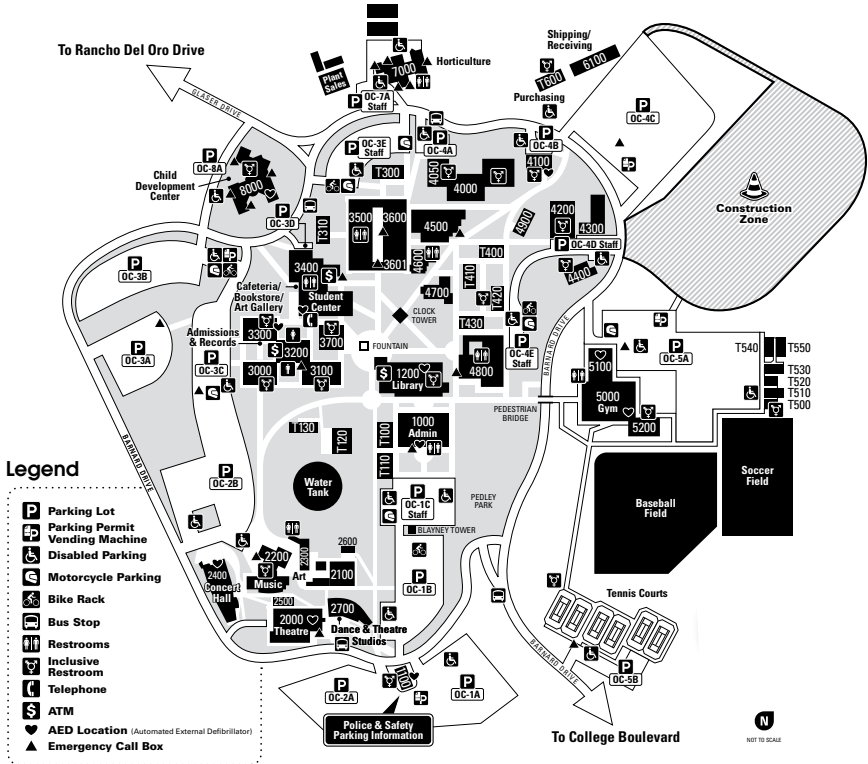 To Rancho Del Oro Drive
GLASER DRIVE
Plant
Sales
7000
Horticulture
OC-7A
Staff
Shipping/
Receiving
T600
6100
Purchasing
P
OC-4C
P
OC-8A
Child
Development
Center
8000
P
OC-3E
Staff
P
OC-4A
P
OC-4B
T300
4050
4000
4100
P
OC-3D
T310
3500
3600
3601
4500
4600
4900
4200
4300
P OC-4D Staff
4400
Construction
Zone
P
OC-3B
3400
$
Student
Center
Cafeteria/
Bookstore/
Art Gallery
T400
T410
T420
T430
4700
CLOCK
TOWER
FOUNTAIN
P
OC-3A
Admissions
& Records
P
OC-3C
3300
$
3200
3700
3000
3100
$
1200
Library
4800
P
OC-4E
Staff
BARNARD DRIVE
PEDESTRIAN
BRIDGE
5100
5000
Gym
5200
P
OC-5A
T540
T550
T530
T520
T510
T500
T130
T120
T100
T110
1000
Admin
Water
Tank
P
OC-2B
BARNARD DRIVE
P
OC-1C
Staff
PEDLEY
PARK
BLAYNEY TOWER
P
OC-1B
Baseball
Field
Soccer
Field
2400
Concert
Hall
2200
Music
2300
Art
2600
2100
2500
2000
Theatre
2700
Dance & Theatre
Studios
P
OC-2A
P
OC-1A
Police & Safety
Parking Information
Tennis Courts
P
OC-5B
BARNARD DRIVE
To College Boulevard
N
NOT TO SCALE
Legend
P Parking Lot
Parking Permit
Vending Machine
Disabled Parking
Motorcycle Parking
Bike Rack
Bus Stop
Restrooms
Inclusive
Restroom
Telephone
$ ATM
AED Location (Automated External Defibrillator)
Emergency Call Box